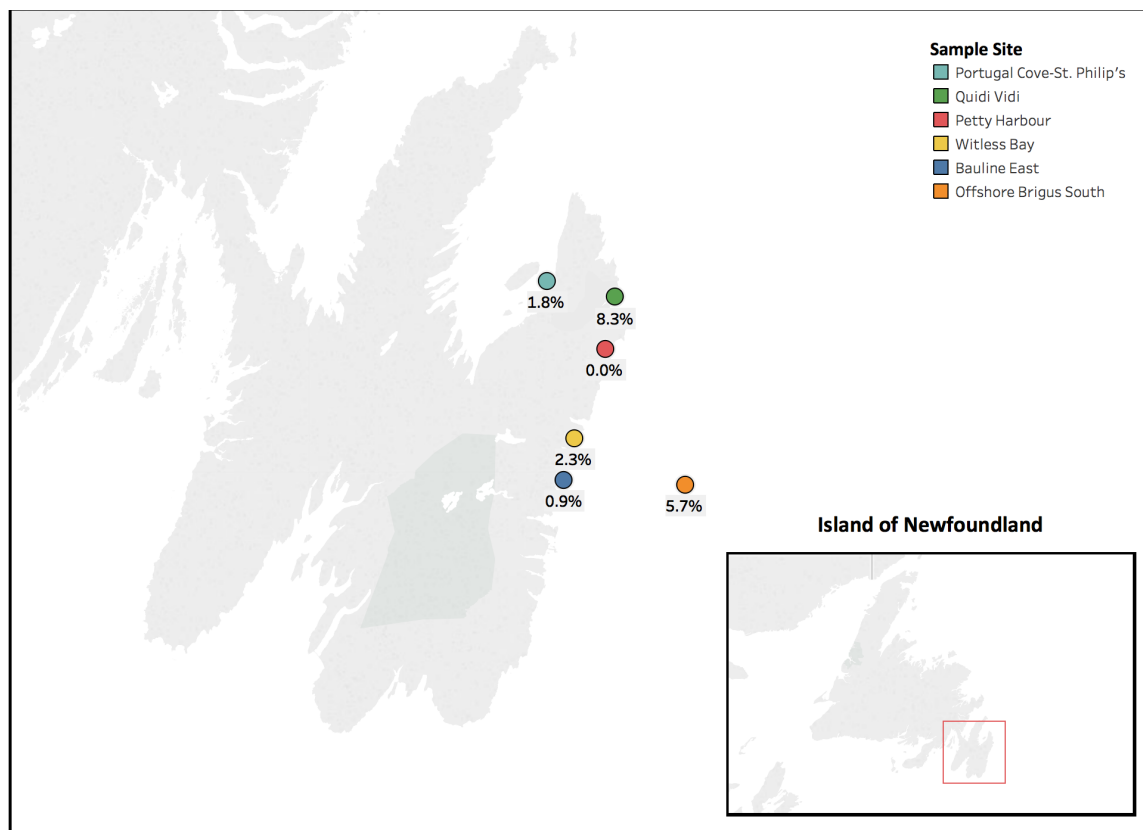 Sample Site
Portugal Cove-St. Philip's
Quidi Vidi
Petty Harbour
Witless Bay
Bauline East
Offshore Brigus South
1.8%
8.3%
0.0%
2.3%
0.9%
5.7%
Island of Newfoundland